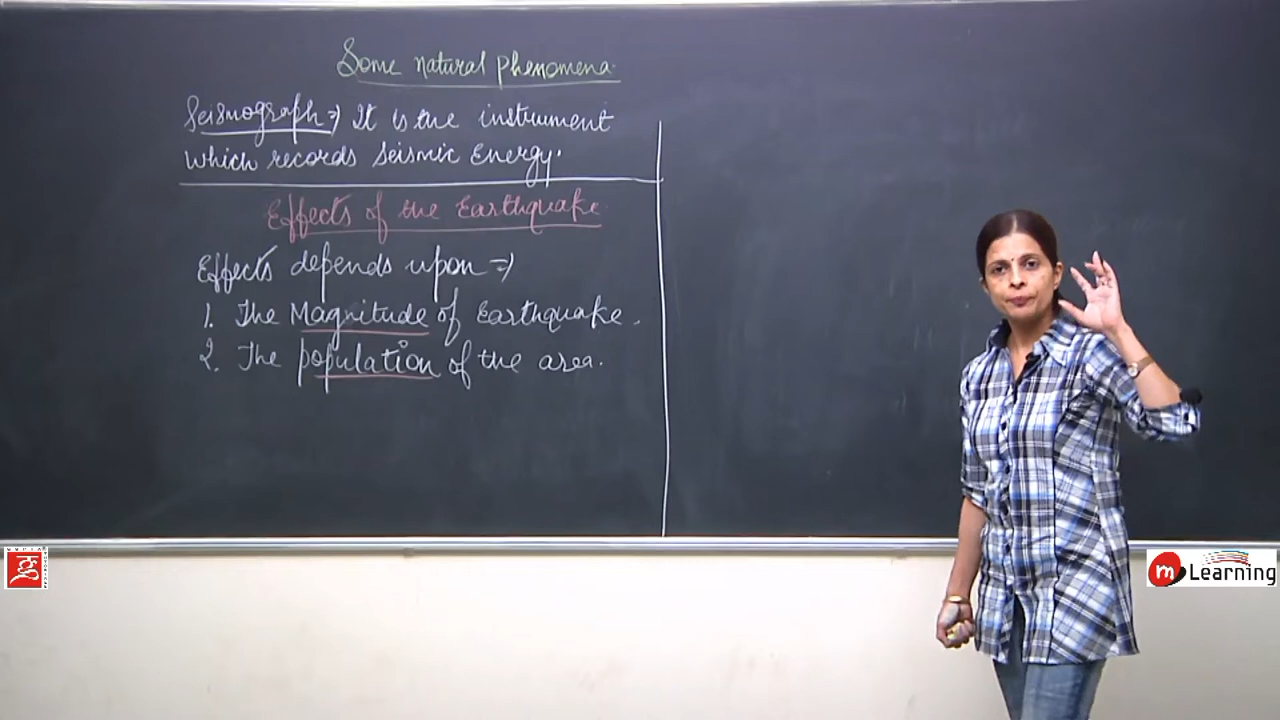 Some natural phenomena.
Seismograph ⇒ It is the instrument
which records Seismic Energy.
Effects of the Earthquake
Effects depends upon ⇒
1. The Magnitude of Earthquake.
2. The population of the area.
m Learning